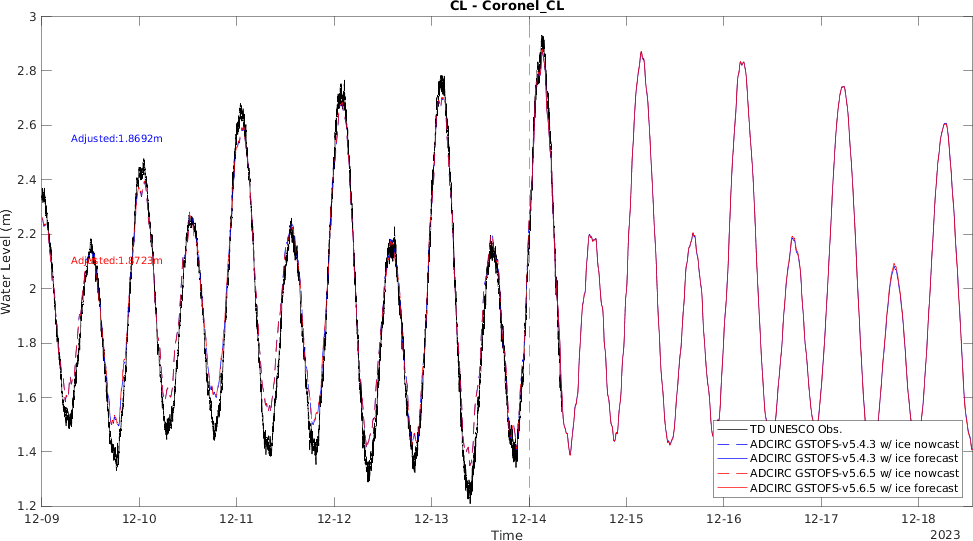 CL - Coronel_CL
3
2.8
2.6
2.4
2.2
2
1.8
1.6
1.4
1.2
Water Level (m)
Adjusted:1.8692m
Adjusted:1.8723m
TD UNESCO Obs.
ADCIRC GSTOFS-v5.4.3 w/ ice nowcast
ADCIRC GSTOFS-v5.4.3 w/ ice forecast
ADCIRC GSTOFS-v5.6.5 w/ ice nowcast
ADCIRC GSTOFS-v5.6.5 w/ ice forecast
12-09 12-10 12-11 12-12 12-13 12-14 12-15 12-16 12-17 12-18
Time
2023